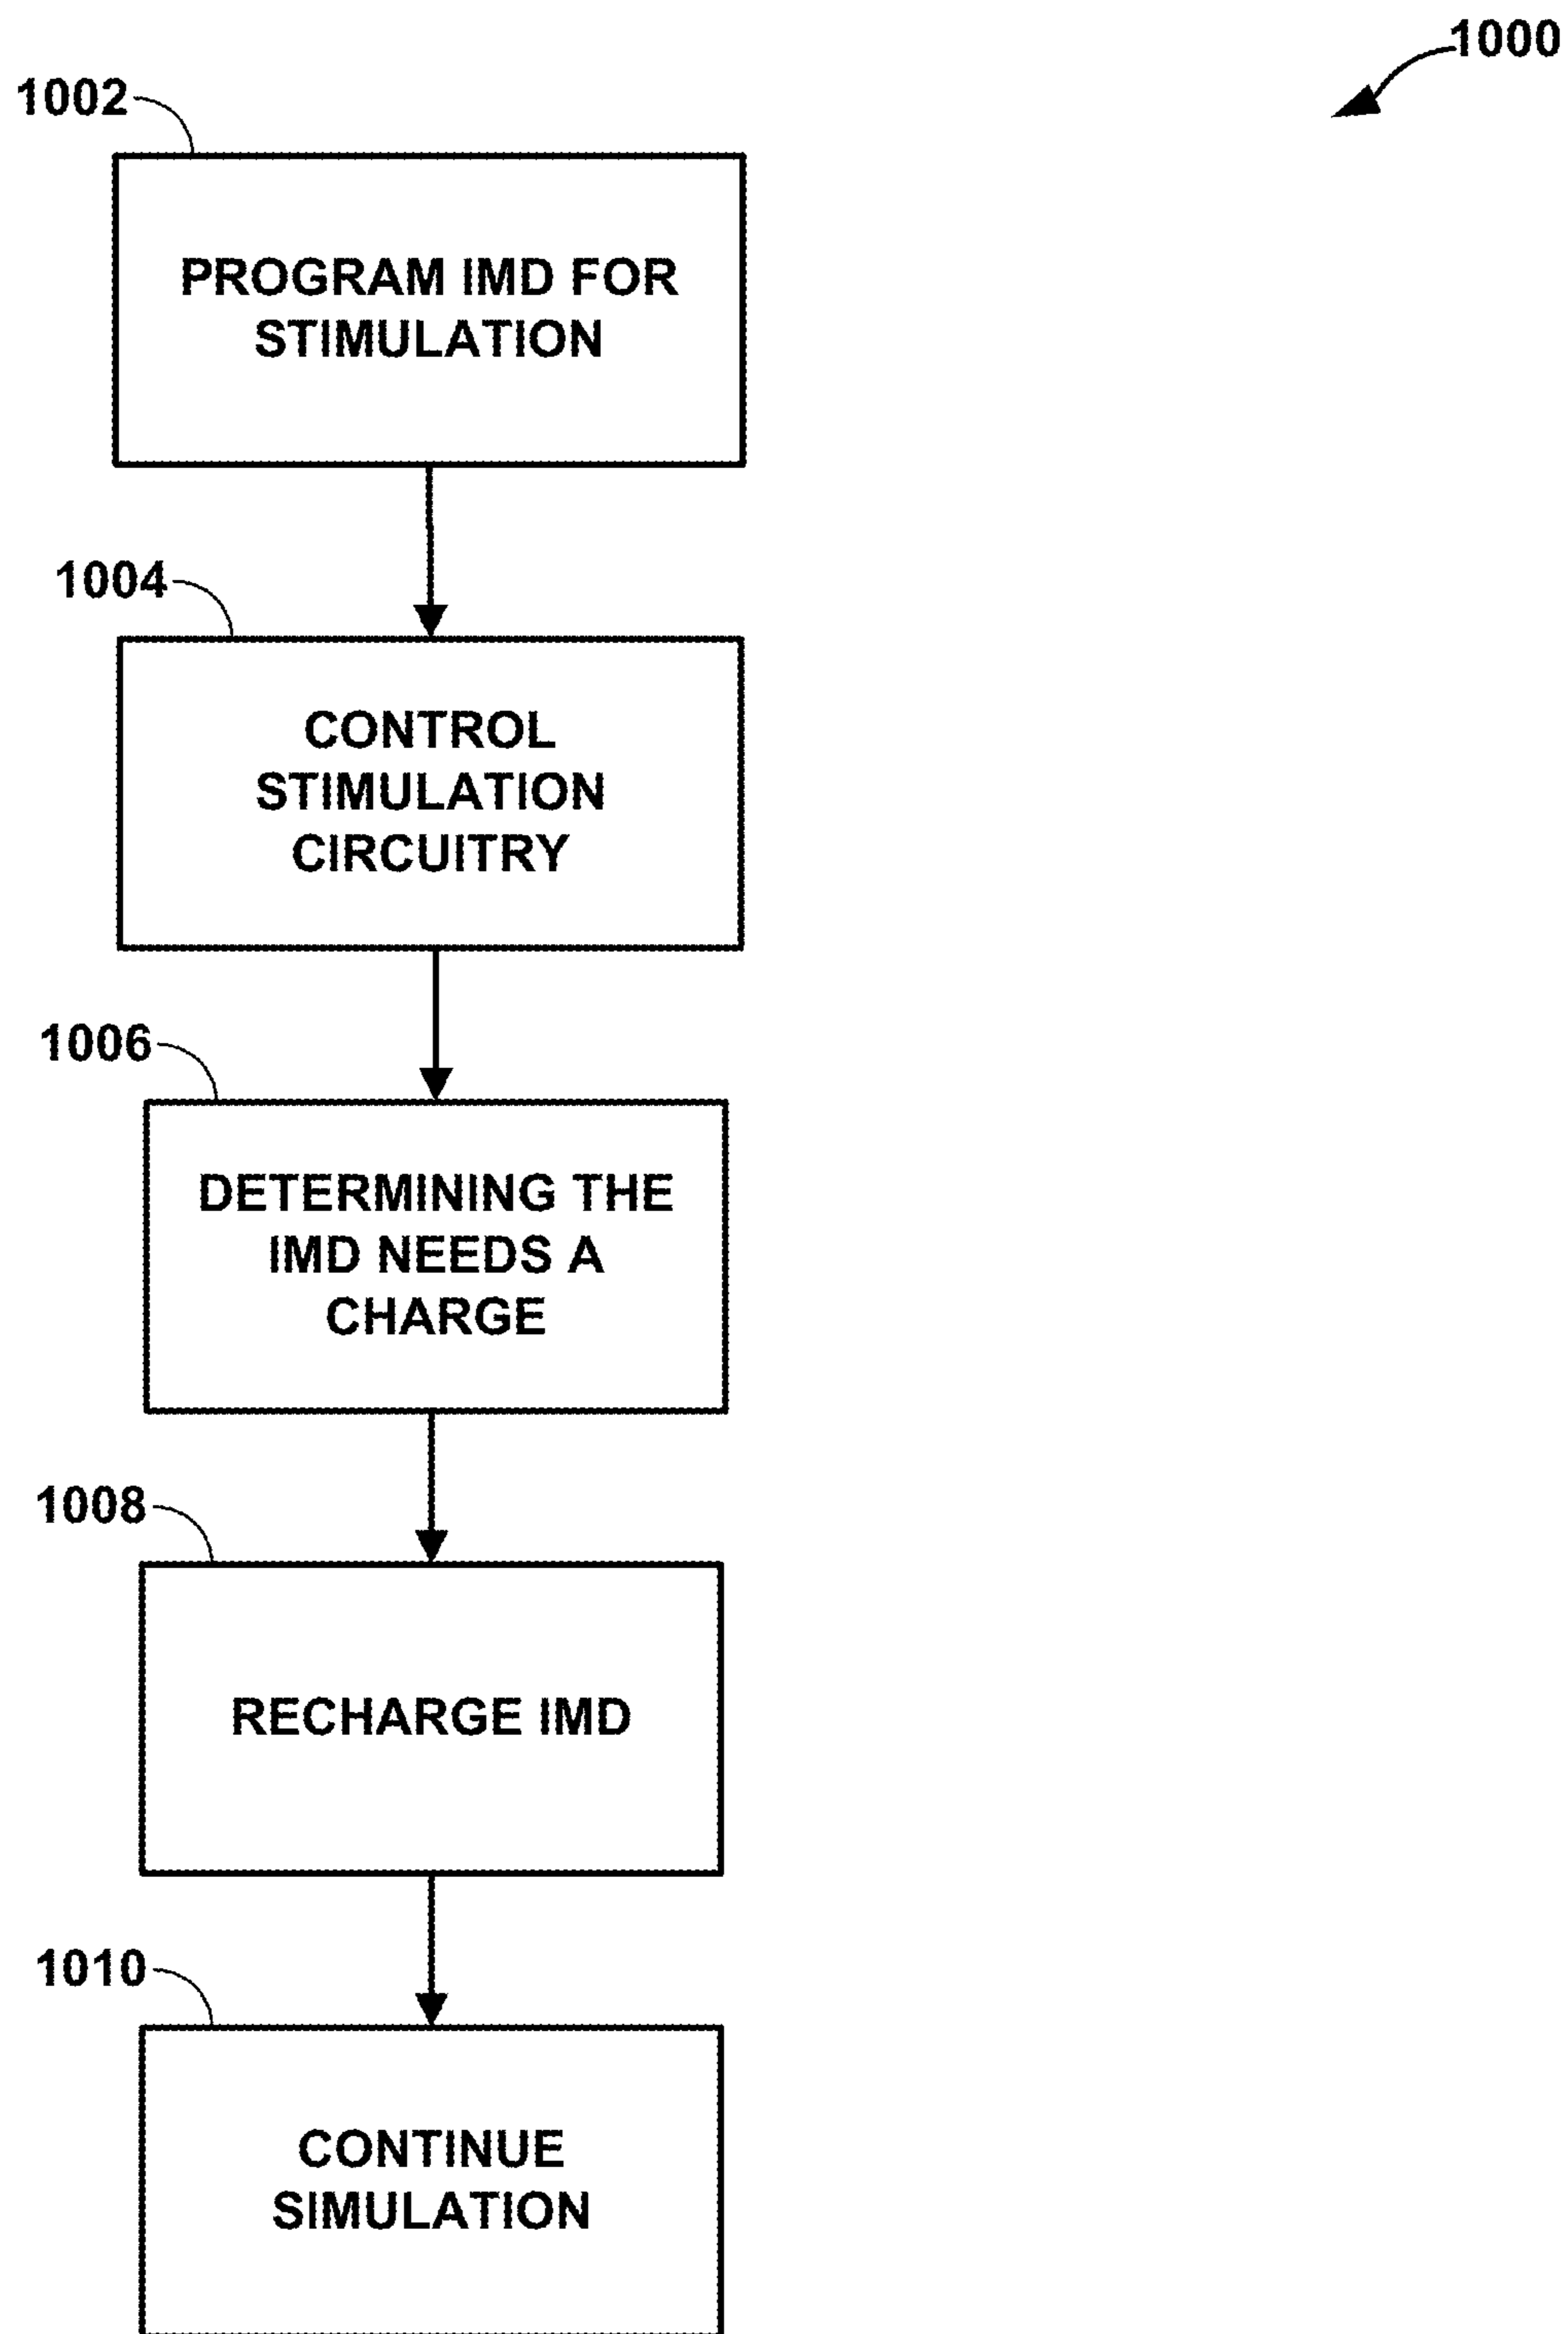 1000
1002
PROGRAM IMD FOR
STIMULATION
1004
CONTROL
STIMULATION
CIRCUITRY
1006
DETERMINING THE
IMD NEEDS A
CHARGE
1008
RECHARGE IMD
1010
CONTINUE
SIMULATION